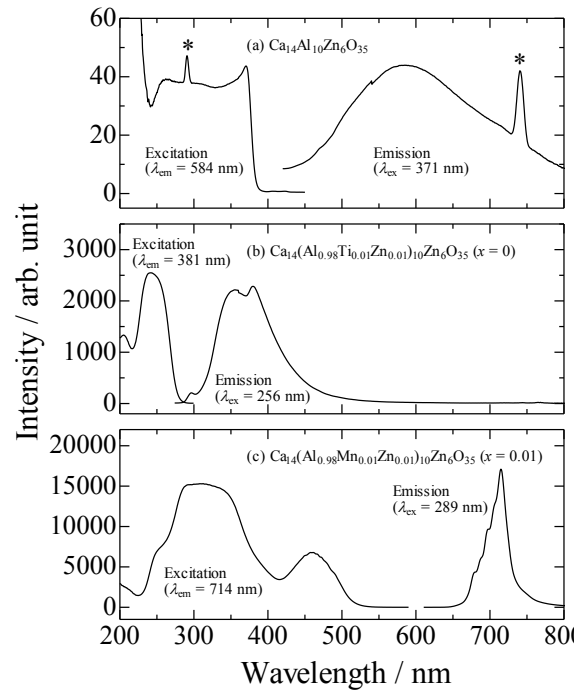 60
40
20
0
*
*
(a) Ca14Al10Zn6O35
Excitation
(λem = 584 nm)
Emission
(λex = 371 nm)
Excitation
(λem = 381 nm)
(b) Ca14(Al0.98Ti0.01Zn0.01)10Zn6O35 (x = 0)
3000
2000
1000
0
Emission
(λex = 256 nm)
20000
15000
10000
5000
0
(c) Ca14(Al0.98Mn0.01Zn0.01)10Zn6O35 (x = 0.01)
Emission
(λex = 289 nm)
Excitation
(λem = 714 nm)
200 300 400 500 600 700 800
Wavelength / nm
Intensity / arb. unit